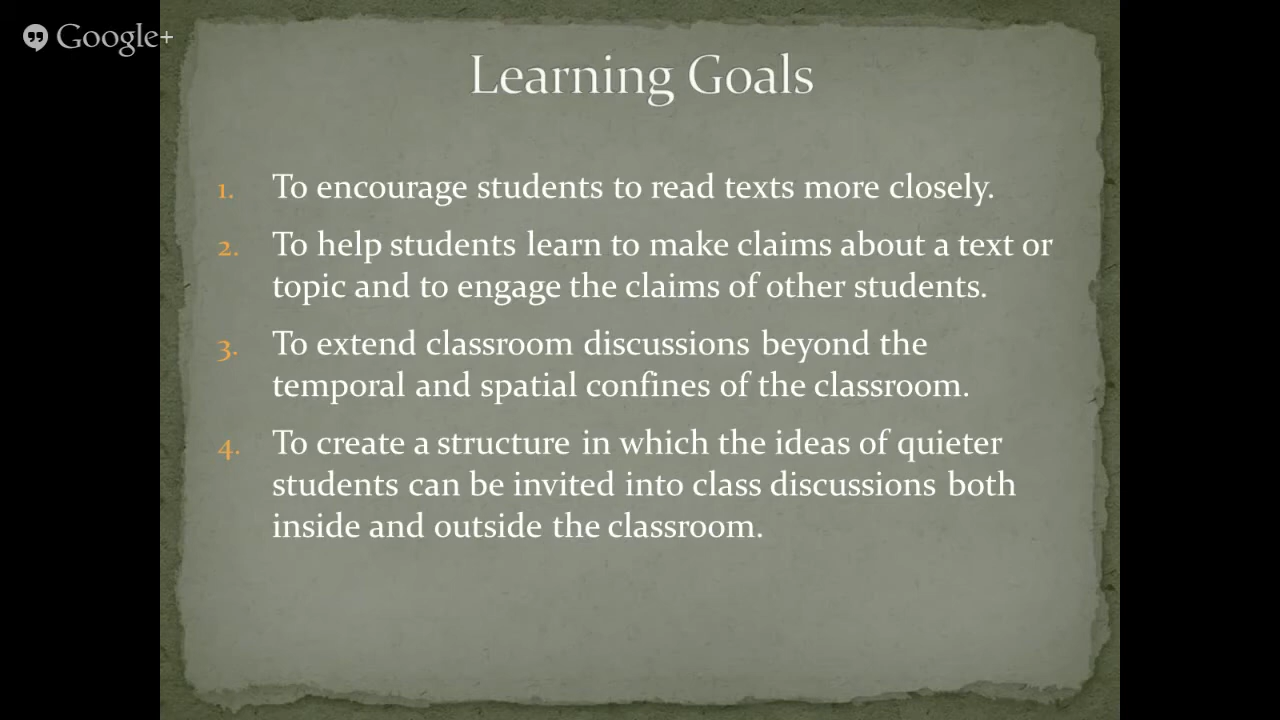 Google+
Learning Goals
1. To encourage students to read texts more closely.
2. To help students learn to make claims about a text or
topic and to engage the claims of other students.
3. To extend classroom discussions beyond the
temporal and spatial confines of the classroom.
4. To create a structure in which the ideas of quieter
students can be invited into class discussions both
inside and outside the classroom.